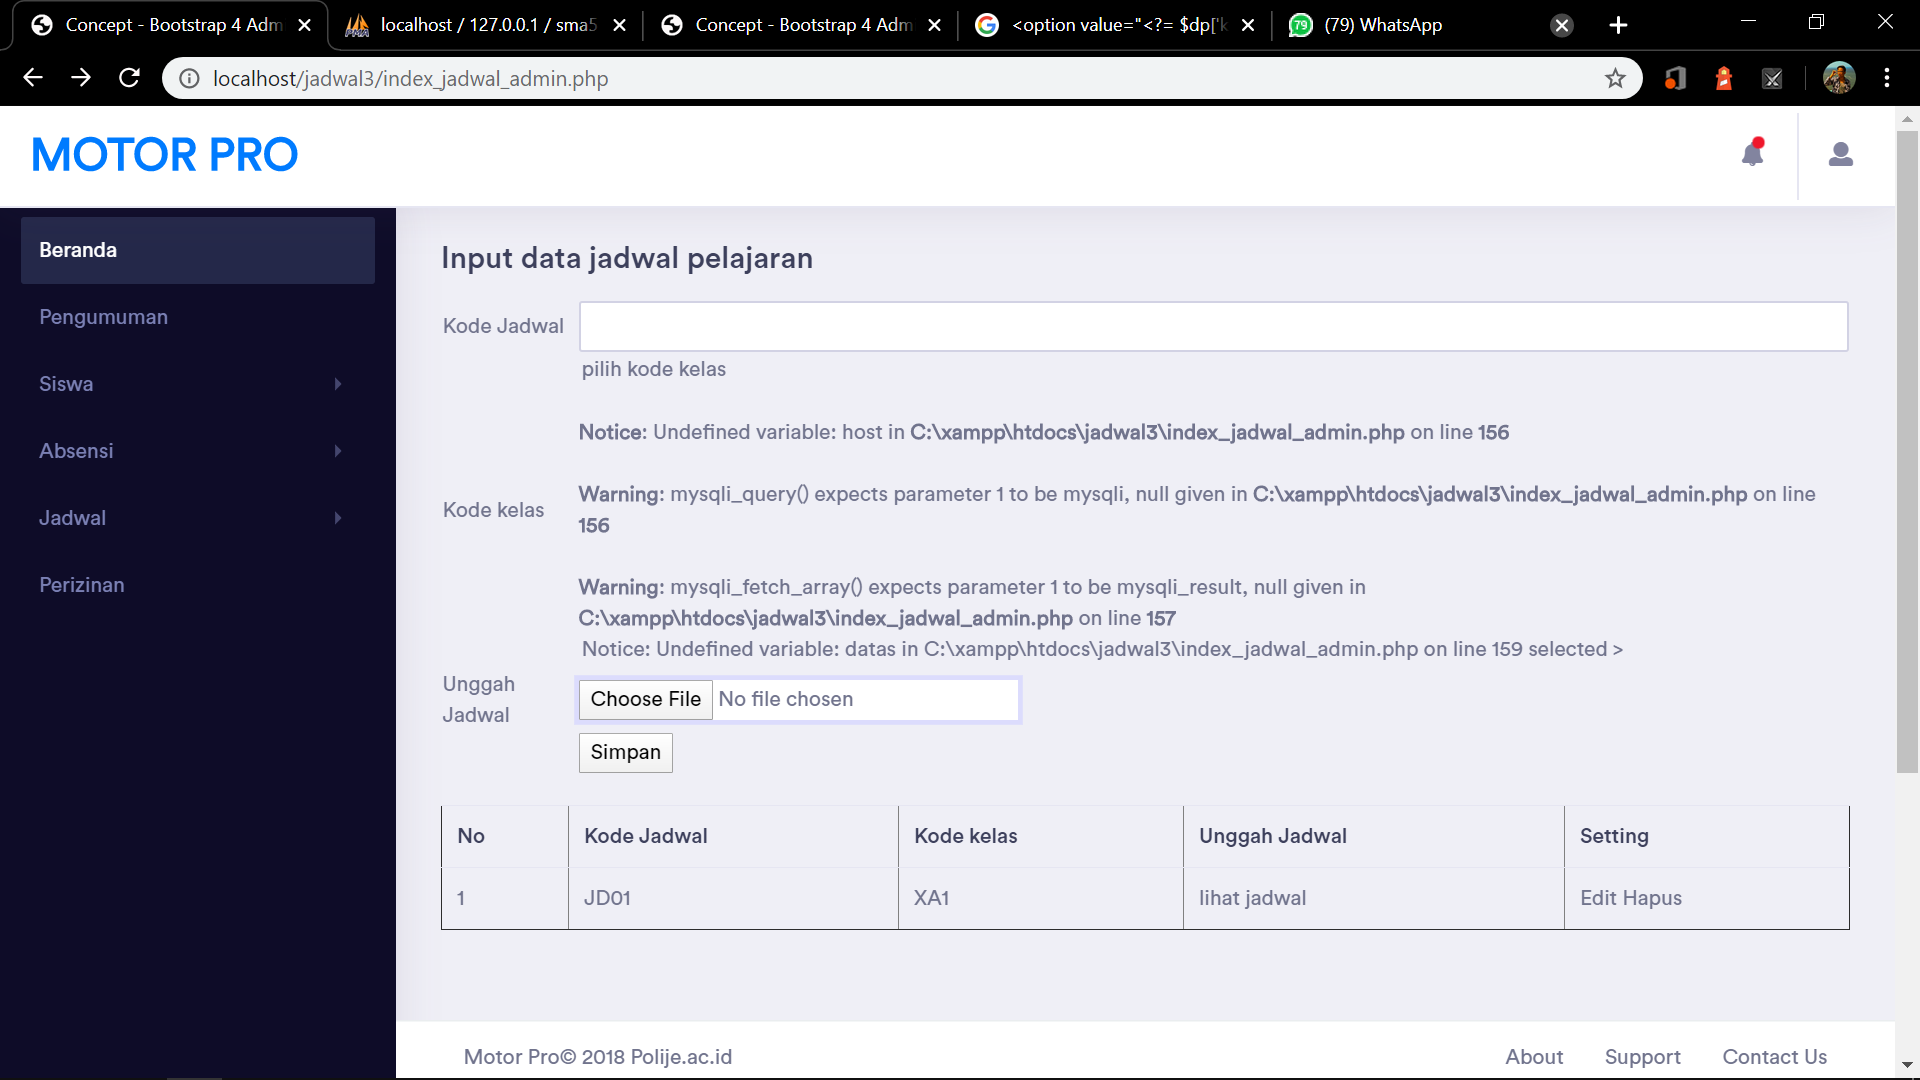 Concept - Bootstrap 4 Adm
localhost / 127.0.0.1 / sma5
Concept - Bootstrap 4 Adm
<option value="<?= $dp['k
79
(79) WhatsApp
localhost/jadwal3/index_jadwal_admin.php
MOTOR PRO
Beranda
Pengumuman
Siswa
Absensi
Jadwal
Perizinan
Input data jadwal pelajaran
Kode Jadwal
pilih kode kelas
Notice: Undefined variable: host in C:\xampp\htdocs\jadwal3\index_jadwal_admin.php on line 156
Kode kelas
Warning: mysqli_query() expects parameter 1 to be mysqli, null given in C:\xampp\htdocs\jadwal3\index_jadwal_admin.php on line
156
Warning: mysqli_fetch_array() expects parameter 1 to be mysqli_result, null given in
C:\xampp\htdocs\jadwal3\index_jadwal_admin.php on line 157
Notice: Undefined variable: datas in C:\xampp\htdocs\jadwal3\index_jadwal_admin.php on line 159 selected >
Unggah
Jadwal
Choose File No file chosen
Simpan
No Kode Jadwal Kode kelas Unggah Jadwal Setting
1 JD01 XA1 lihat jadwal Edit Hapus
Motor Pro© 2018 Polije.ac.id
About Support Contact Us